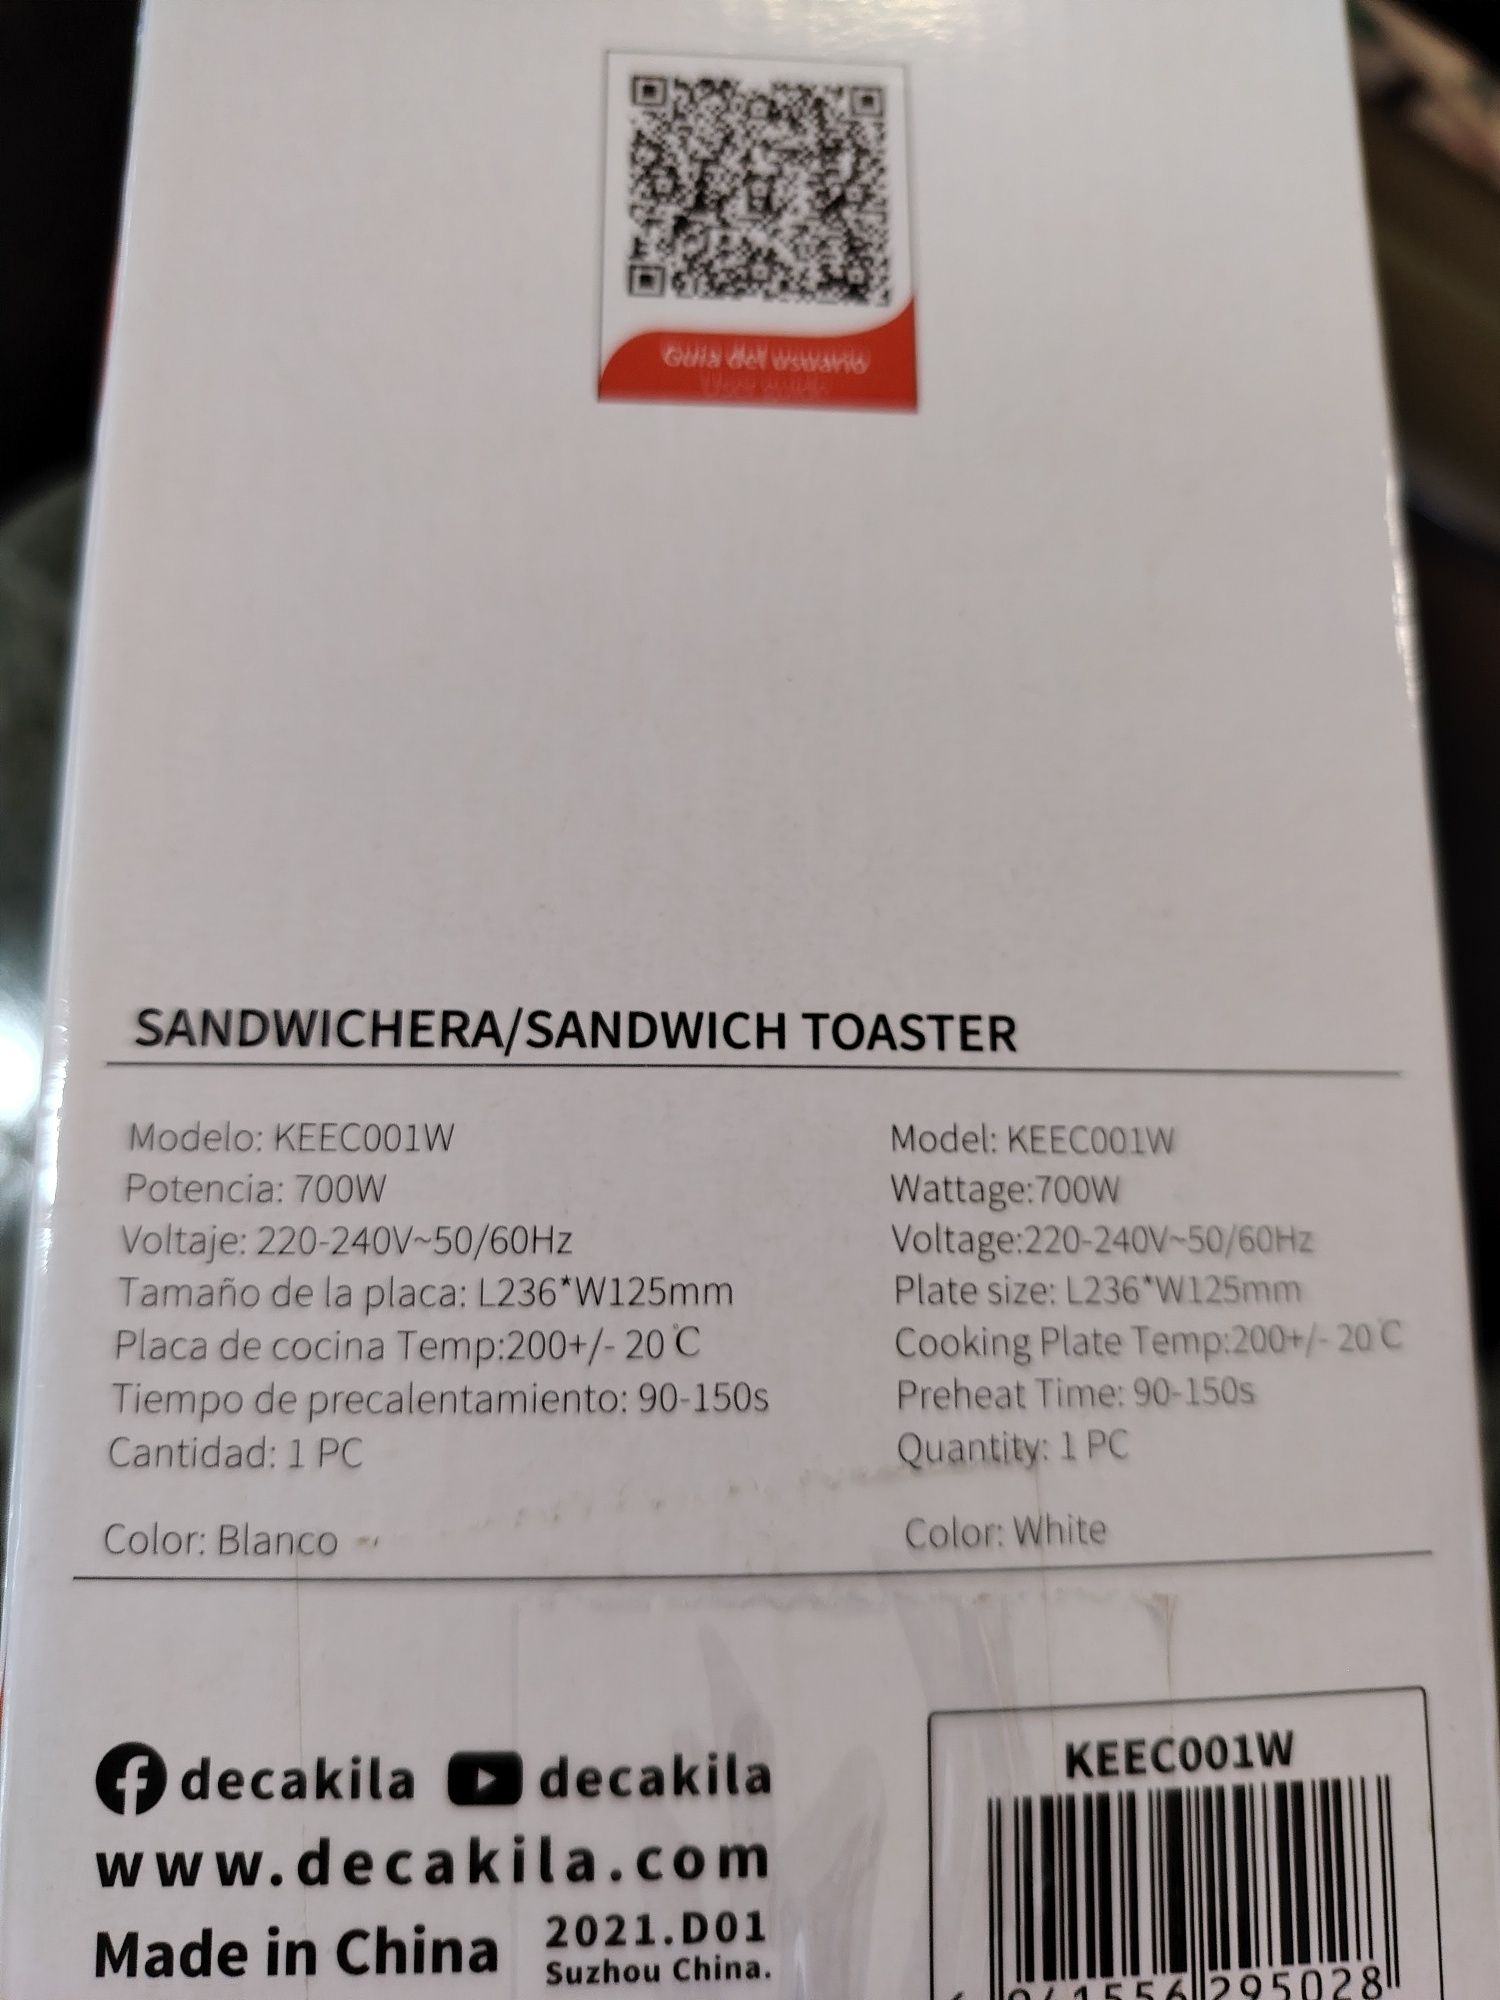 Guía del usuario
User guide
SANDWICHERA/SANDWICH TOASTER
Modelo: KEEC001W
Potencia: 700W
Voltaje: 220-240V~50/60Hz
Tamaño de la placa: L236*W125mm
Placa de cocina Temp:200+/- 20℃
Tiempo de precalentamiento: 90-150s
Cantidad: 1 PC
Color: Blanco
Model: KEEC001W
Wattage:700W
Voltage:220-240V~50/60Hz
Plate size: L236*W125mm
Cooking Plate Temp:200+/- 20℃
Preheat Time: 90-150s
Quantity: 1 PC
Color: White
decakila decakila
www.decakila.com
Made in China
2021.D01
Suzhou China.
KEEC001W
295028